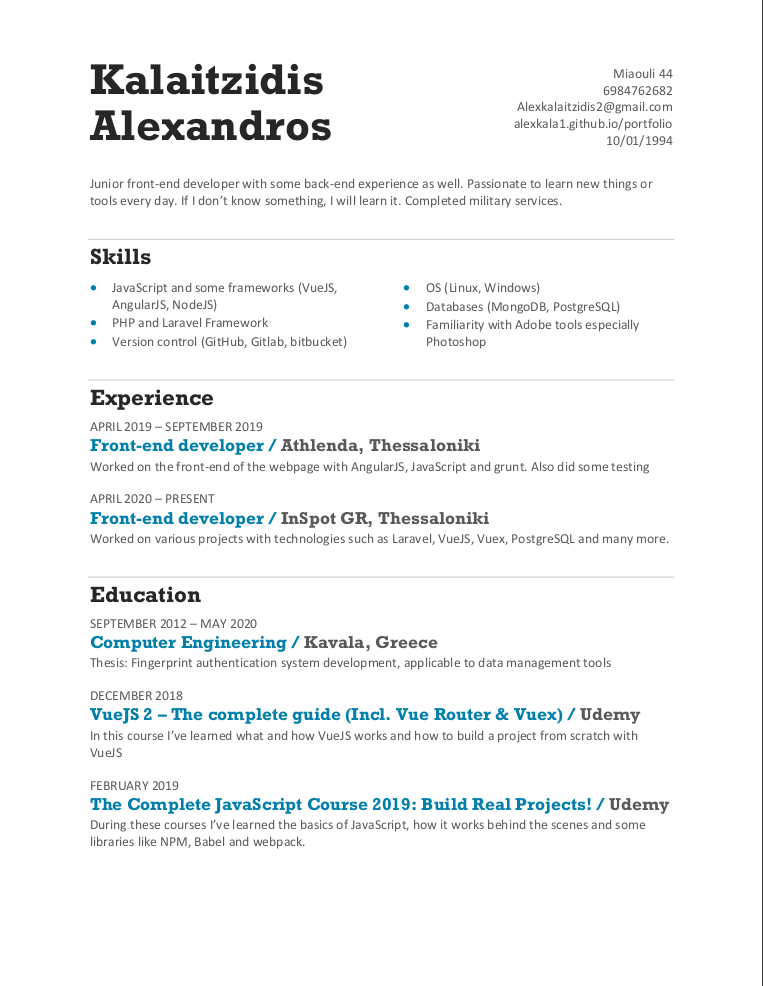 Kalaitzidis
Alexandros
Miaouli 44
6984762682
Alexkalaitzidis2@gmail.com
alexkala1.github.io/portfolio
10/01/1994
Junior front-end developer with some back-end experience as well. Passionate to learn new things or
tools every day. If I don’t know something, I will learn it. Completed military services.
Skills
• JavaScript and some frameworks (VueJS,
AngularJS, NodeJS)
• PHP and Laravel Framework
• Version control (GitHub, Gitlab, bitbucket)
• OS (Linux, Windows)
• Databases (MongoDB, PostgreSQL)
• Familiarity with Adobe tools especially
Photoshop
Experience
APRIL 2019 – SEPTEMBER 2019
Front-end developer / Athlenda, Thessaloniki
Worked on the front-end of the webpage with AngularJS, JavaScript and grunt. Also did some testing
APRIL 2020 – PRESENT
Front-end developer / InSpot GR, Thessaloniki
Worked on various projects with technologies such as Laravel, VueJS, Vuex, PostgreSQL and many more.
Education
SEPTEMBER 2012 – MAY 2020
Computer Engineering / Kavala, Greece
Thesis: Fingerprint authentication system development, applicable to data management tools
DECEMBER 2018
VueJS 2 – The complete guide (Incl. Vue Router & Vuex) / Udemy
In this course I’ve learned what and how VueJS works and how to build a project from scratch with
VueJS
FEBRUARY 2019
The Complete JavaScript Course 2019: Build Real Projects! / Udemy
During these courses I’ve learned the basics of JavaScript, how it works behind the scenes and some
libraries like NPM, Babel and webpack.